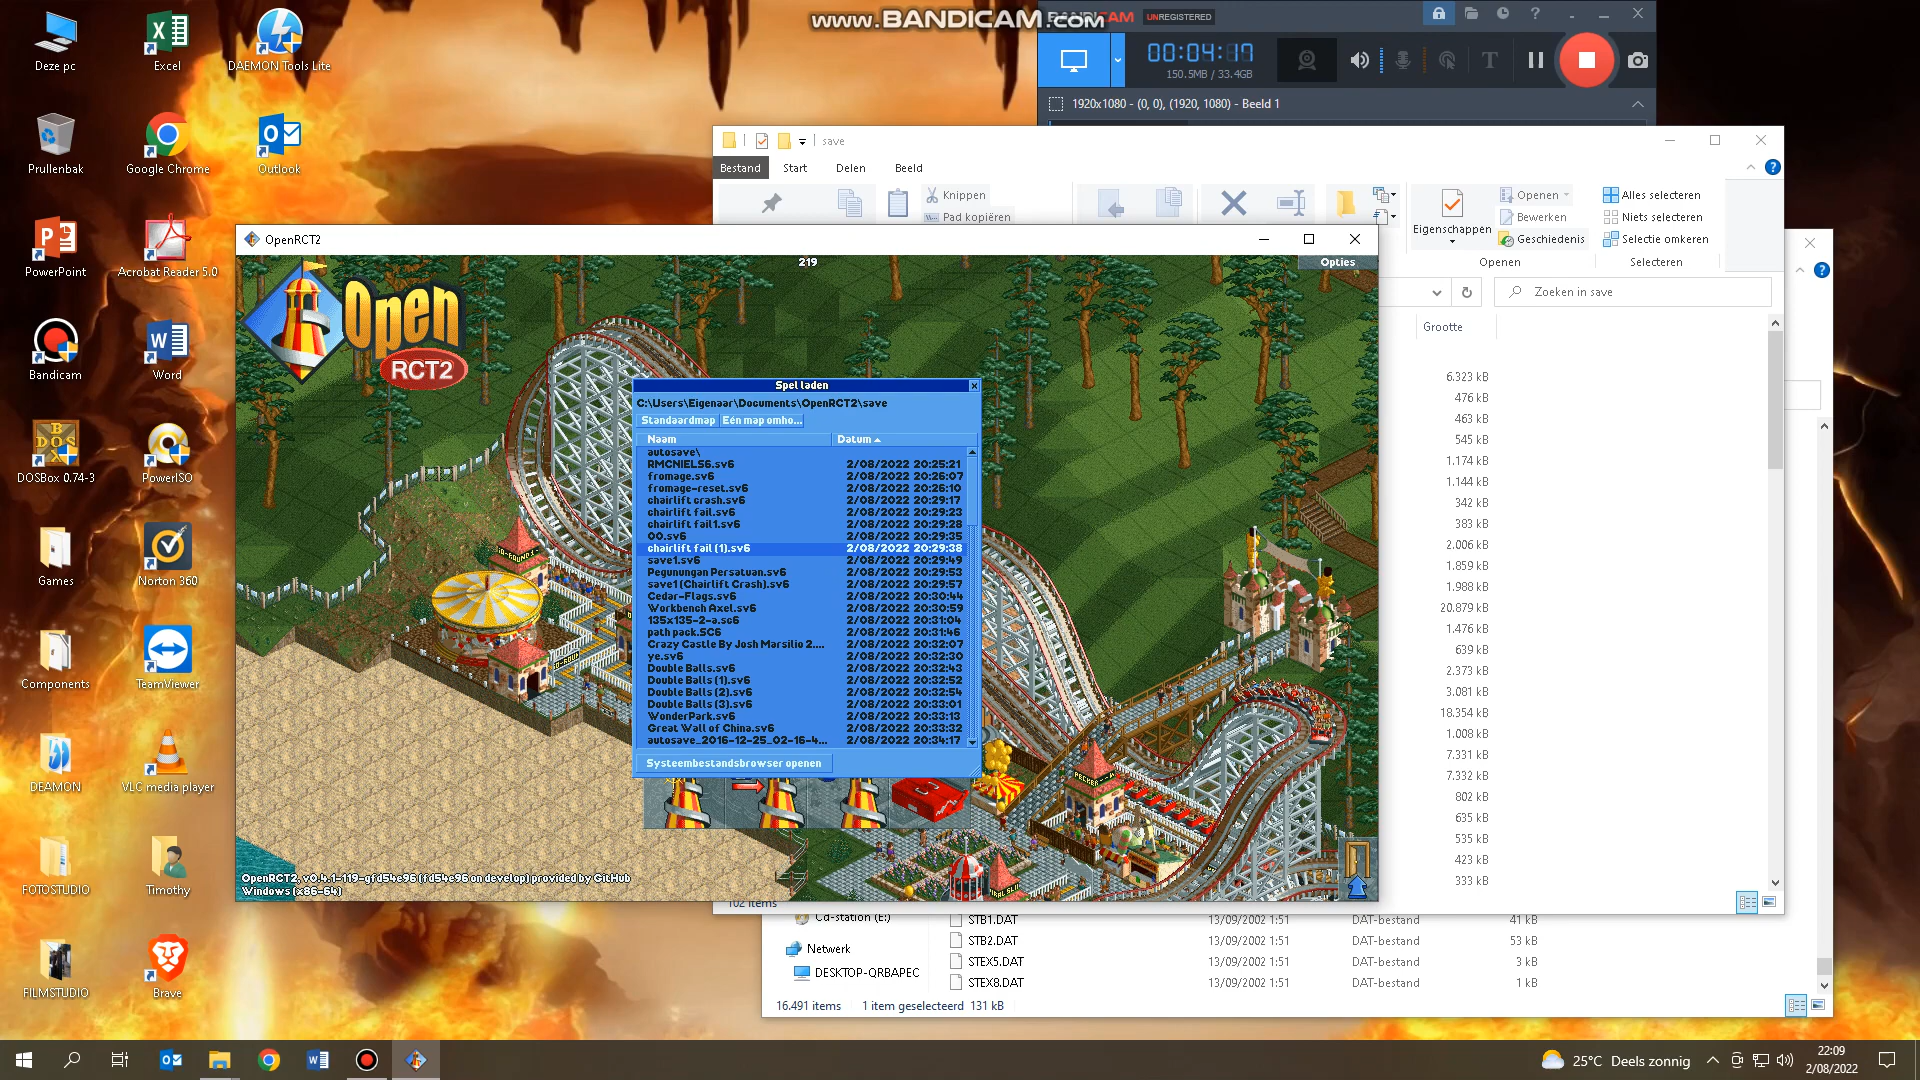 www.BANDICAM.com
BANDICAM
UNREGISTERED
00:04:17
150.5MB / 33.4GB
1920x1080 - (0, 0), (1920, 1080) - Beeld 1
Deze pc
Excel
DAEMON Tools Lite
Prullenbak
Google Chrome
Outlook
PowerPoint
Acrobat Reader 5.0
Bandicam
Word
DOSBox 0.74-3
PowerISO
Games
Norton 360
Components
TeamViewer
DEAMON
VLC media player
FOTOSTUDIO
Timothy
FILMSTUDIO
Brave
save
Bestand
Start
Delen
Beeld
Knippen
Pad kopiëren
Eigenschappen
Openen
Bewerken
Geschiedenis
Openen
Alles selecteren
Niets selecteren
Selectie omkeren
Selecteren
Zoeken in save
Grootte
6.323 kB
476 kB
463 kB
545 kB
1.174 kB
1.144 kB
342 kB
383 kB
2.006 kB
1.859 kB
1.988 kB
20.879 kB
1.476 kB
639 kB
2.373 kB
3.081 kB
18.354 kB
1.008 kB
7.331 kB
7.332 kB
802 kB
635 kB
535 kB
423 kB
333 kB
102 items
OpenRCT2
219
Opties
Open
RCT2
Spel laden
C:\Users\Eigenaar\Documents\OpenRCT2\save
Standaardmap
Eén map omho...
Naam
Datum
autosave\
RMCNIELS6.sv6 2/08/2022 20:25:21
fromage.sv6 2/08/2022 20:26:07
fromage-reset.sv6 2/08/2022 20:26:10
chairlift crash.sv6 2/08/2022 20:29:17
chairlift fail.sv6 2/08/2022 20:29:23
chairlift fail1.sv6 2/08/2022 20:29:28
00.sv6 2/08/2022 20:29:35
chairlift fail (1).sv6 2/08/2022 20:29:38
save1.sv6 2/08/2022 20:29:49
Pegunungan Persatuan.sv6 2/08/2022 20:29:53
save1 (Chairlift Crash).sv6 2/08/2022 20:29:57
Cedar-Flags.sv6 2/08/2022 20:30:44
Workbench Axel.sv6 2/08/2022 20:30:59
135x135-2-a.sc6 2/08/2022 20:31:04
path pack.SC6 2/08/2022 20:31:46
Crazy Castle By Josh Marsilio 2.... 2/08/2022 20:32:07
ye.sv6 2/08/2022 20:32:30
Double Balls.sv6 2/08/2022 20:32:43
Double Balls (1).sv6 2/08/2022 20:32:52
Double Balls (2).sv6 2/08/2022 20:32:54
Double Balls (3).sv6 2/08/2022 20:33:01
WonderPark.sv6 2/08/2022 20:33:13
Great Wall of China.sv6 2/08/2022 20:33:32
autosave_2016-12-25_02-16-4... 2/08/2022 20:34:17
Systeembestandsbrowser openen
OpenRCT2, v0.4.1-119-gfd54e96 (fd54e96 on develop) provided by GitHub
Windows (x86-64)
Cd-station (E:)
Netwerk
DESKTOP-QRBAPEC
STB1.DAT 13/09/2002 1:51 DAT-bestand 41 kB
STB2.DAT 13/09/2002 1:51 DAT-bestand 53 kB
STEX5.DAT 13/09/2002 1:51 DAT-bestand 3 kB
STEX8.DAT 13/09/2002 1:51 DAT-bestand 1 kB
16.491 items 1 item geselecteerd 131 kB
25°C Deels zonnig
22:09
2/08/2022